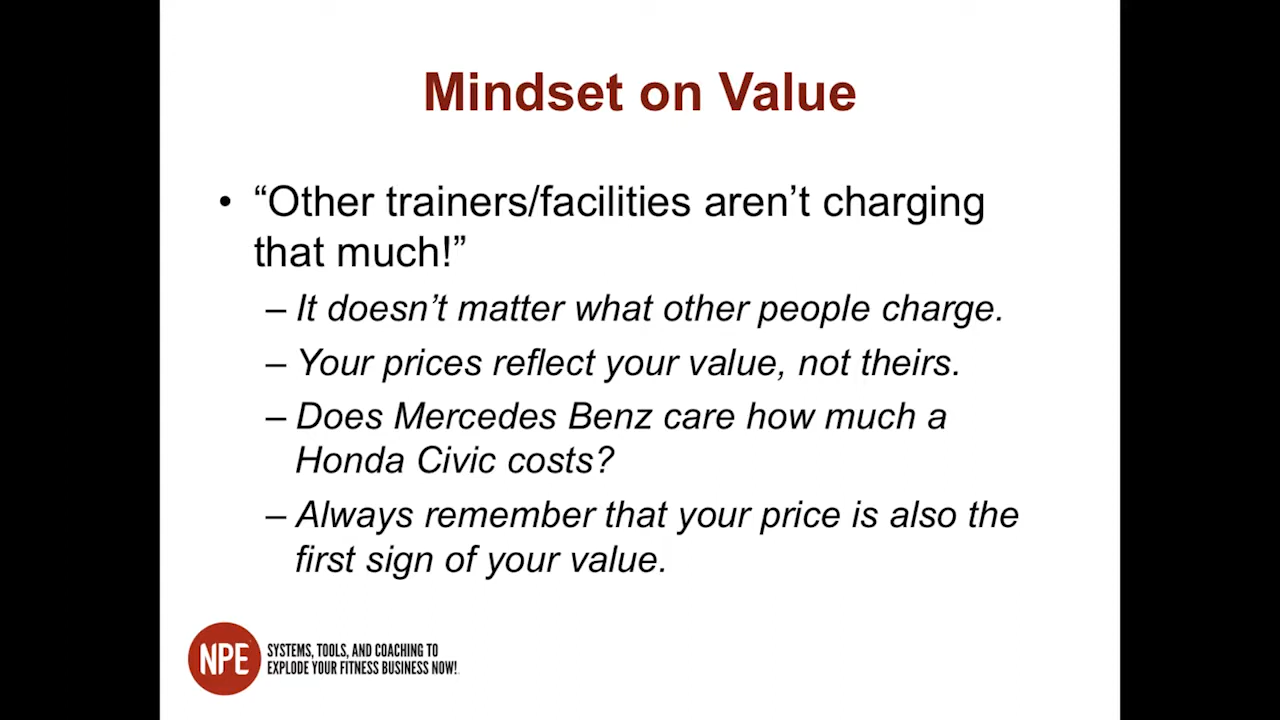 Mindset on Value
• “Other trainers/facilities aren’t charging
that much!”
– It doesn’t matter what other people charge.
– Your prices reflect your value, not theirs.
– Does Mercedes Benz care how much a
Honda Civic costs?
– Always remember that your price is also the
first sign of your value.
NPE
SYSTEMS, TOOLS, AND COACHING TO
EXPLODE YOUR FITNESS BUSINESS NOW!